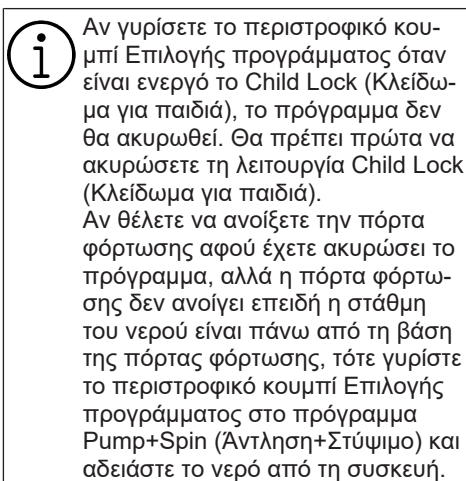 Αν γυρίσετε το περιστροφικό κου-
μπί Επιλογής προγράμματος όταν
είναι ενεργό το Child Lock (Κλείδω-
μα για παιδιά), το πρόγραμμα δεν
θα ακυρωθεί. Θα πρέπει πρώτα να
ακυρώσετε τη λειτουργία Child Lock
(Κλείδωμα για παιδιά).
Αν θέλετε να ανοίξετε την πόρτα
φόρτωσης αφού έχετε ακυρώσει το
πρόγραμμα, αλλά η πόρτα φόρτω-
σης δεν ανοίγει επειδή η στάθμη
του νερού είναι πάνω από τη βάση
της πόρτας φόρτωσης, τότε γυρίστε
το περιστροφικό κουμπί Επιλογής
προγράμματος στο πρόγραμμα
Pump+Spin (Άντληση+Στύψιμο) και
αδειάστε το νερό από τη συσκευή.